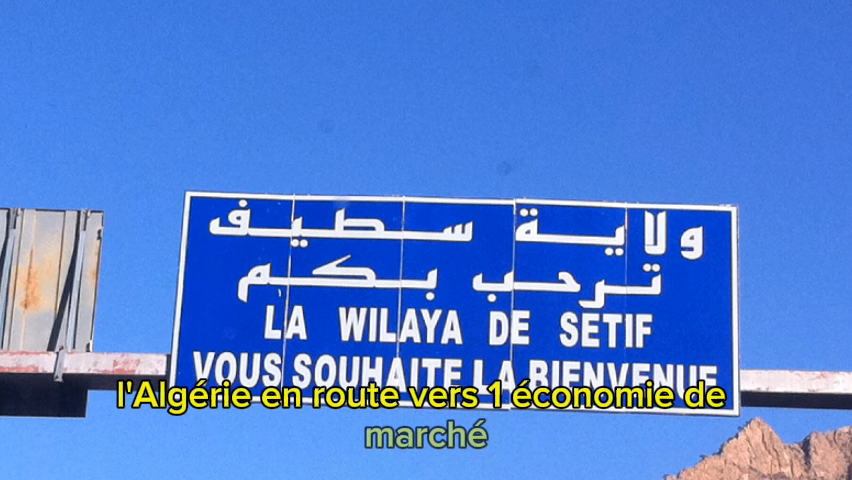 ولاية سطيف
ترحب بكم
LA WILAYA DE SETIF
VOUS SOUHAITE LA BIENVENUE
l'Algérie en route vers 1 économie de
marché